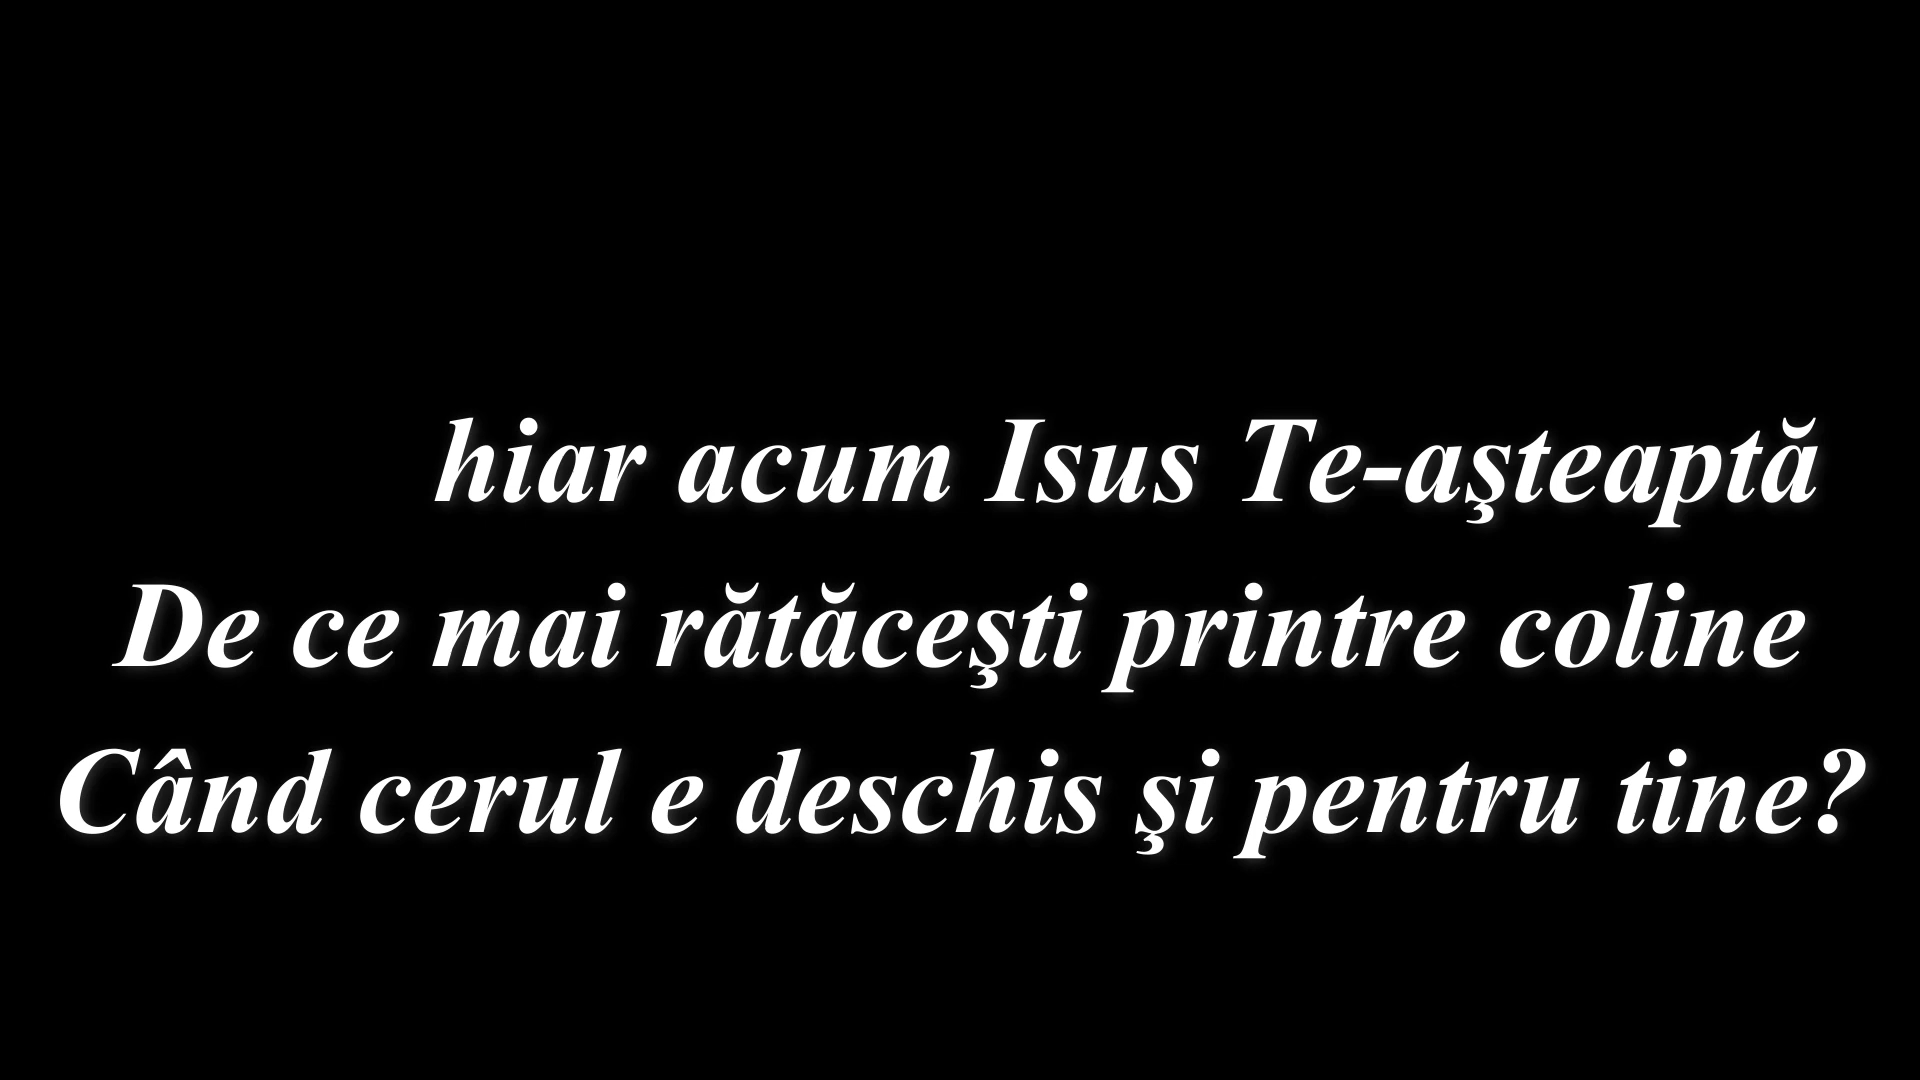 hiar acum Isus Te-aşteaptă
De ce mai rătăceşti printre coline
Când cerul e deschis şi pentru tine?